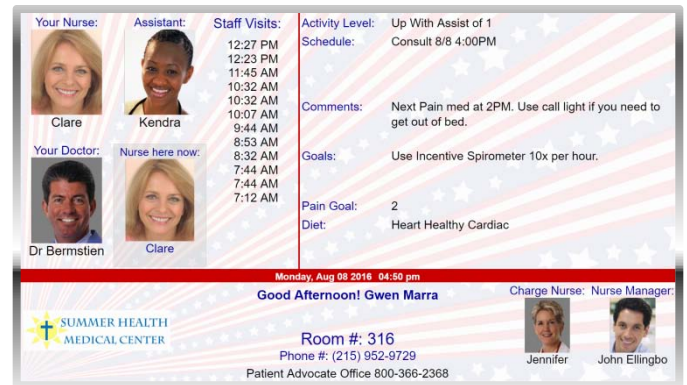 Your Nurse:
Clare
Assistant:
Kendra
Your Doctor:
Dr Bermstien
Nurse here now:
Clare
Staff Visits:
12:27 PM
12:23 PM
11:45 AM
10:32 AM
10:32 AM
10:07 AM
9:44 AM
8:53 AM
8:32 AM
7:44 AM
7:44 AM
7:12 AM
Activity Level: Up With Assist of 1
Schedule: Consult 8/8 4:00PM
Comments: Next Pain med at 2PM. Use call light if you need to
get out of bed.
Goals: Use Incentive Spirometer 10x per hour.
Pain Goal: 2
Diet: Heart Healthy Cardiac
Monday, Aug 08 2016 04:50 pm
SUMMER HEALTH
MEDICAL CENTER
Good Afternoon! Gwen Marra
Room #: 316
Phone #: (215) 952-9729
Patient Advocate Office 800-366-2368
Charge Nurse:
Jennifer
Nurse Manager:
John Ellingbo